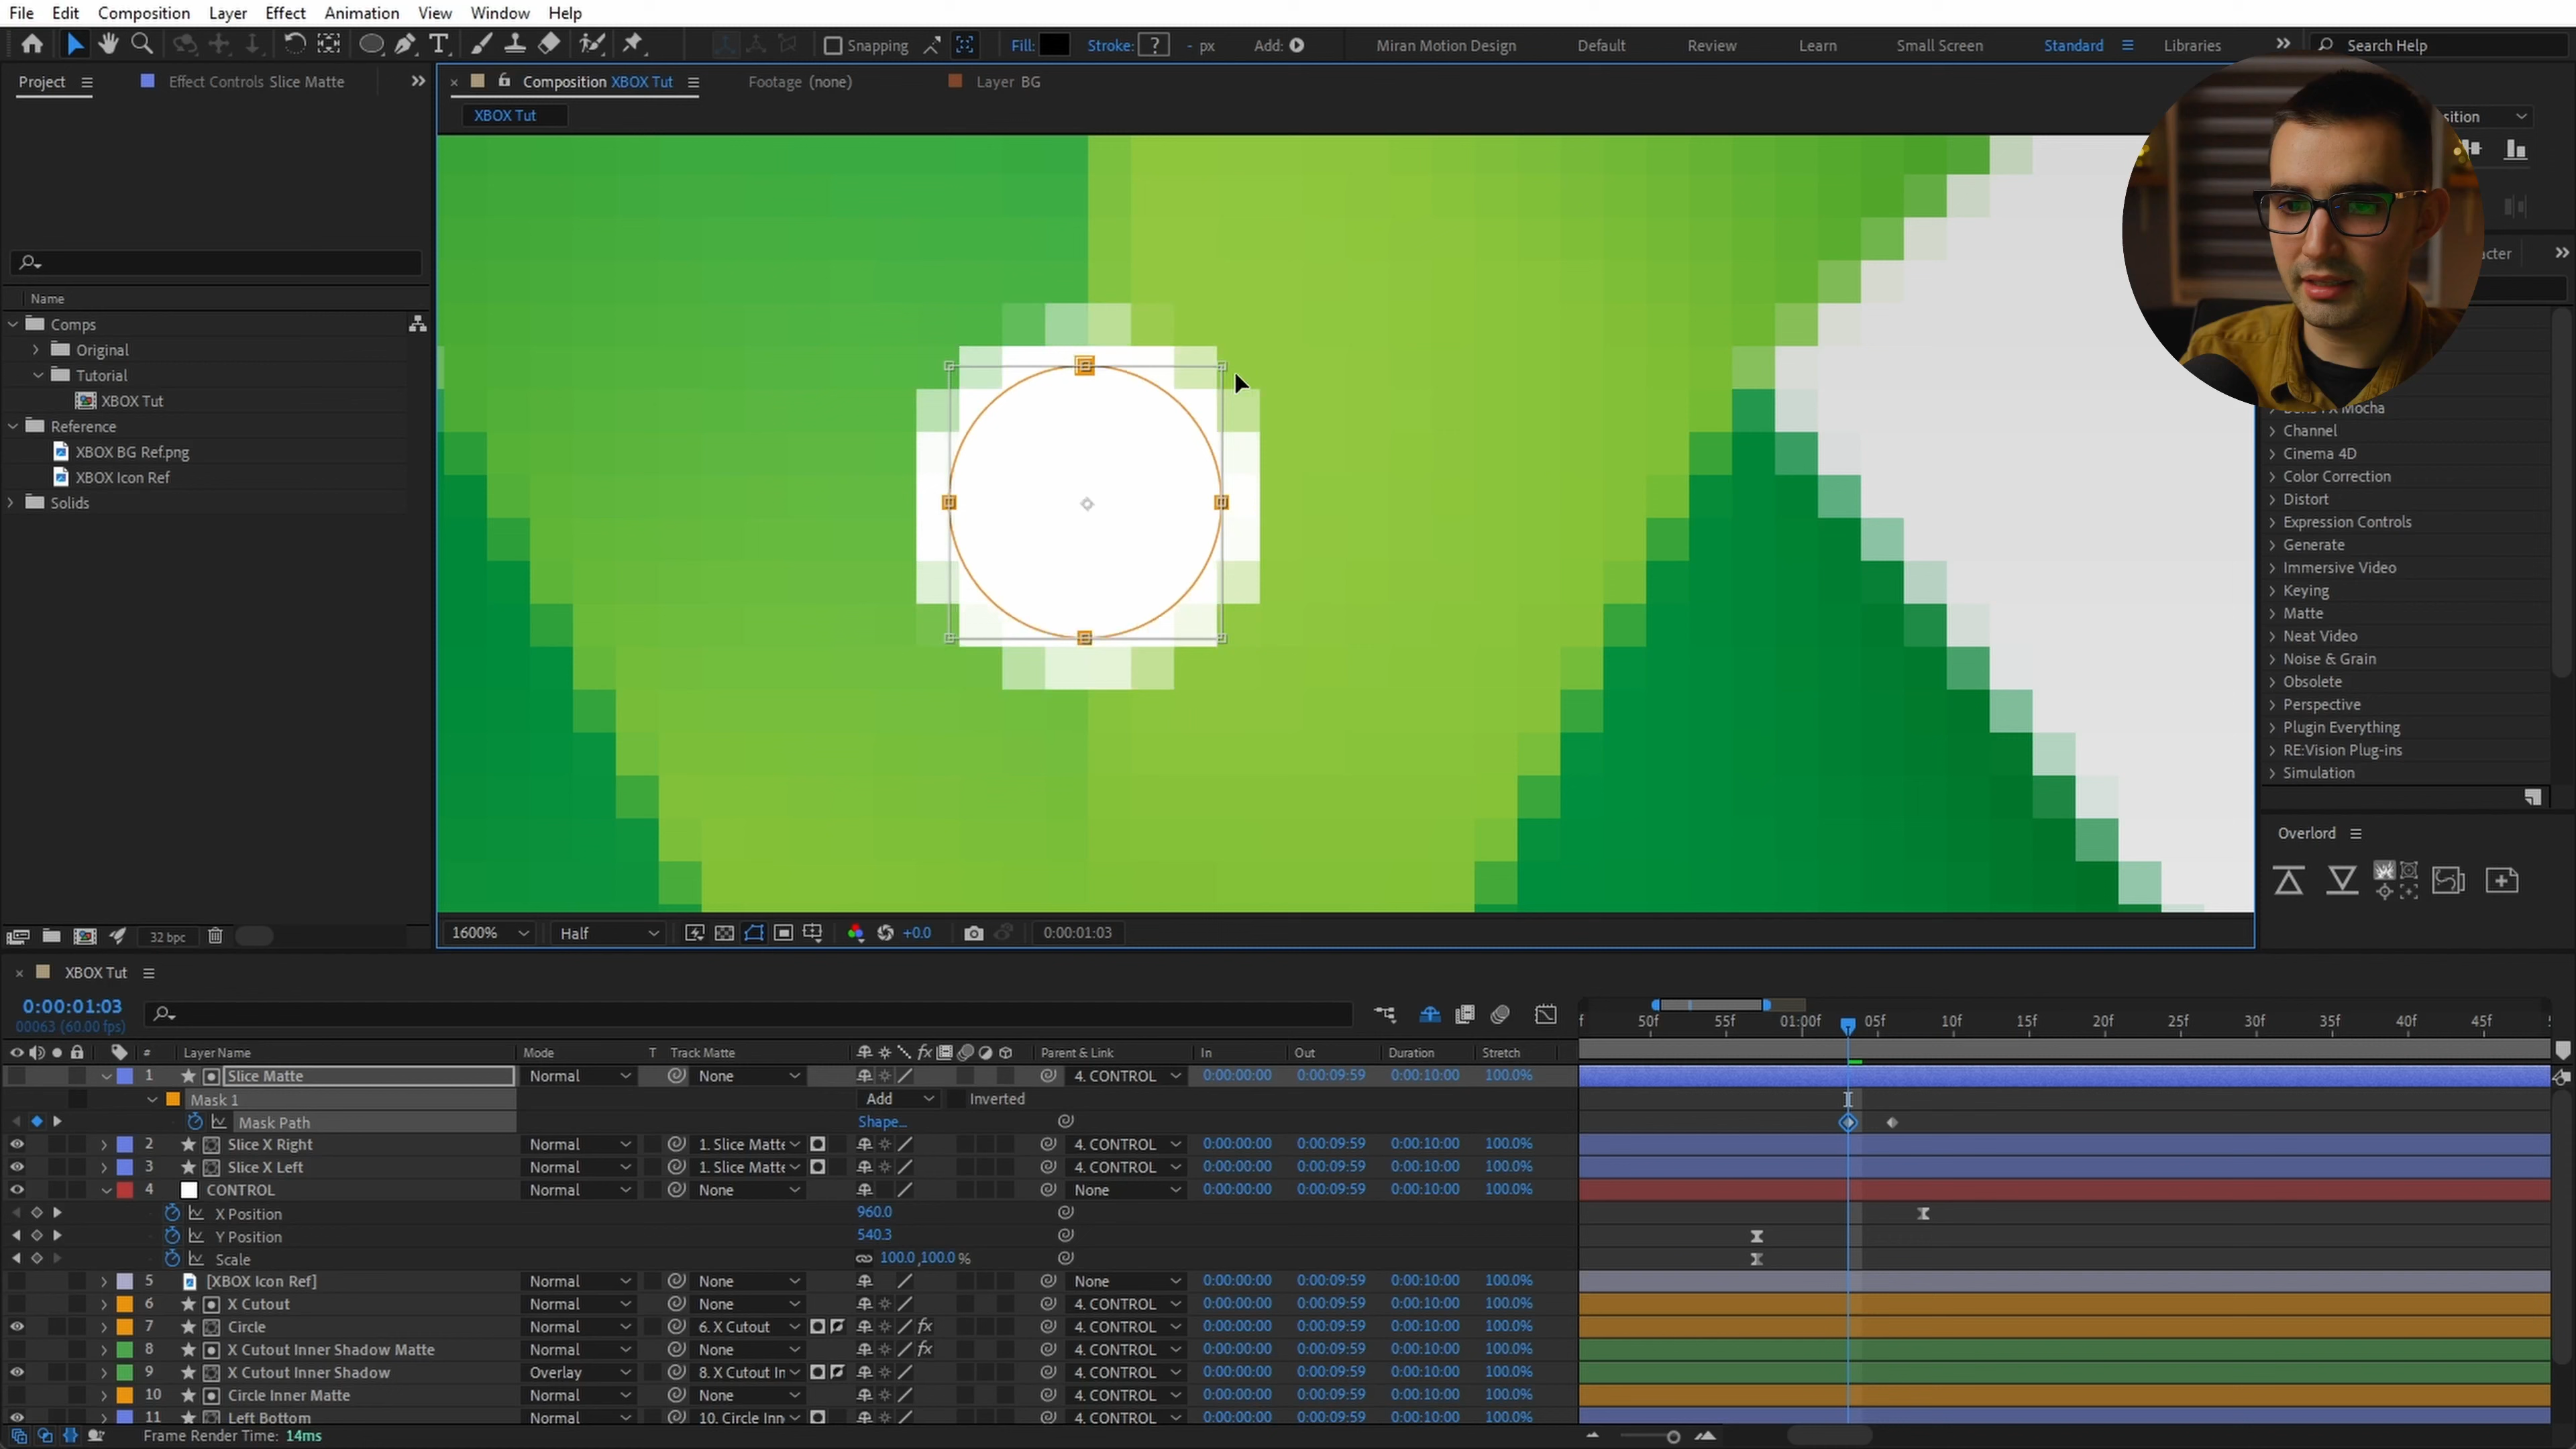 File Edit Composition Layer Effect Animation View Window Help
Snapping Fill: Stroke: ? - px Add: Miran Motion Design Default Review Learn Small Screen Standard Libraries Search Help
Project Effect Controls Slice Matte
Composition XBOX Tut Footage (none) Layer BG
XBOX Tut
Name
Comps
Original
Tutorial
XBOX Tut
Reference
XBOX BG Ref.png
XBOX Icon Ref
Solids
32 bpc
1600% Half +0.0 0:00:01:03
sition
acter
Channel
Cinema 4D
Color Correction
Distort
Expression Controls
Generate
Immersive Video
Keying
Matte
Neat Video
Noise & Grain
Obsolete
Perspective
Plugin Everything
RE:Vision Plug-ins
Simulation
Overlord
XBOX Tut
0:00:01:03
00063 (60.00 fps)
f 50f 55f 01:00f 05f 10f 15f 20f 25f 30f 35f 40f 45f
# Layer Name Mode T Track Matte fx Parent & Link In Out Duration Stretch
1 Slice Matte Normal None 4. CONTROL 0:00:00:00 0:00:09:59 0:00:10:00 100.0%
Mask 1 Add Inverted
Mask Path Shape...
2 Slice X Right Normal 1. Slice Matte 4. CONTROL 0:00:00:00 0:00:09:59 0:00:10:00 100.0%
3 Slice X Left Normal 1. Slice Matte 4. CONTROL 0:00:00:00 0:00:09:59 0:00:10:00 100.0%
4 CONTROL Normal None None 0:00:00:00 0:00:09:59 0:00:10:00 100.0%
X Position 960.0
Y Position 540.3
Scale 100.0,100.0%
5 [XBOX Icon Ref] Normal None None 0:00:00:00 0:00:09:59 0:00:10:00 100.0%
6 X Cutout Normal None 4. CONTROL 0:00:00:00 0:00:09:59 0:00:10:00 100.0%
7 Circle Normal 6. X Cutout fx 4. CONTROL 0:00:00:00 0:00:09:59 0:00:10:00 100.0%
8 X Cutout Inner Shadow Matte Normal None fx 4. CONTROL 0:00:00:00 0:00:09:59 0:00:10:00 100.0%
9 X Cutout Inner Shadow Overlay 8. X Cutout In 4. CONTROL 0:00:00:00 0:00:09:59 0:00:10:00 100.0%
10 Circle Inner Matte Normal None 4. CONTROL 0:00:00:00 0:00:09:59 0:00:10:00 100.0%
11 Left Bottom Normal 10. Circle Inn 4. CONTROL 0:00:00:00 0:00:09:59 0:00:10:00 100.0%
Frame Render Time: 14ms